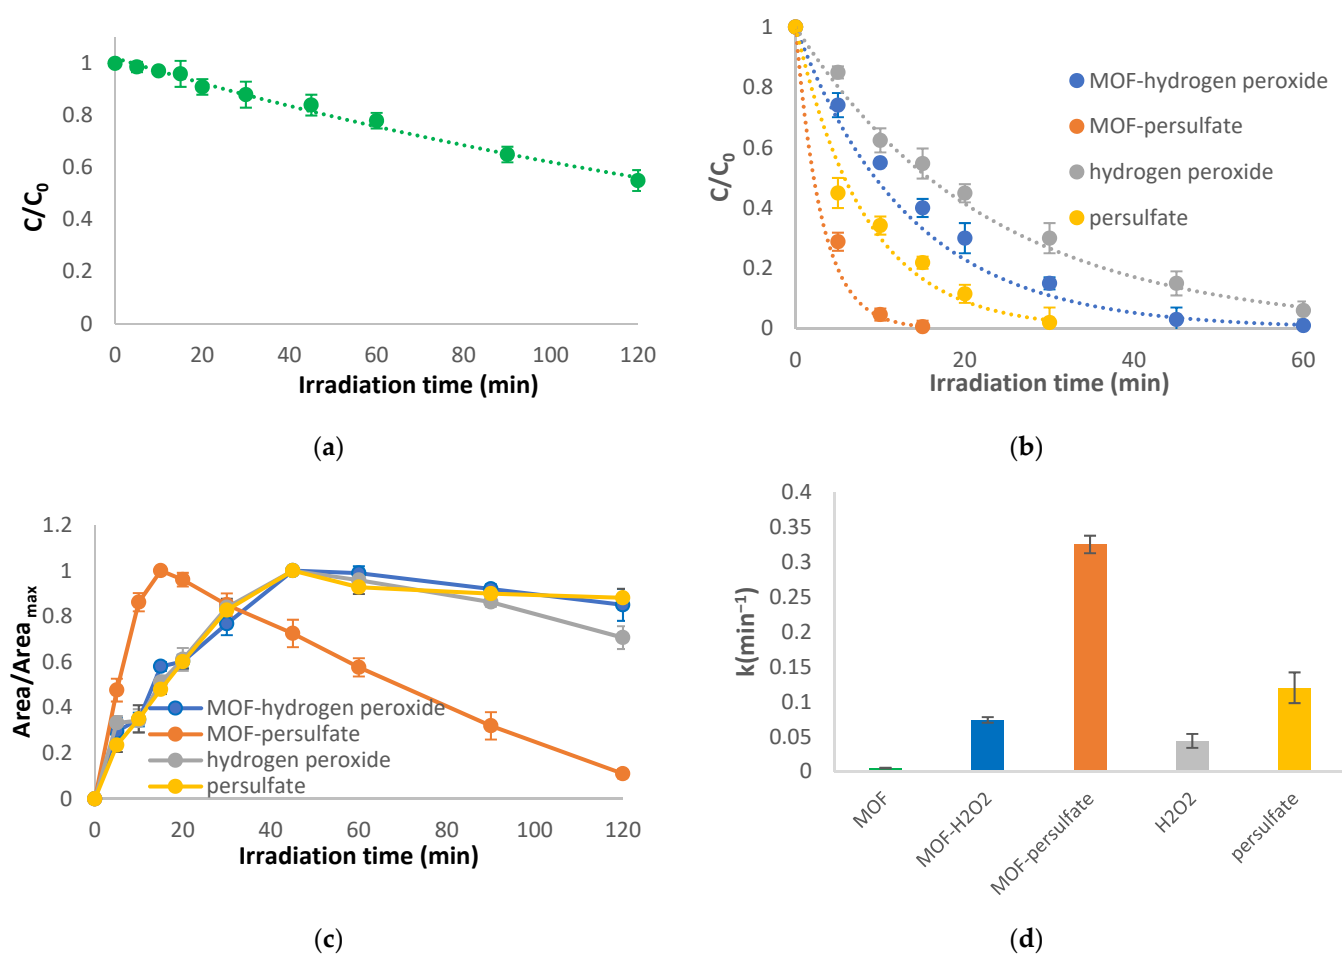 1
0.8
0.6
0.4
0.2
0
0 20 40 60 80 100 120
C/C0
Irradiation time (min)
(a)
1
0.8
0.6
0.4
0.2
0
0 20 40 60
C/C0
Irradiation time (min)
MOF-hydrogen peroxide
MOF-persulfate
hydrogen peroxide
persulfate
(b)
1.2
1
0.8
0.6
0.4
0.2
0
0 20 40 60 80 100 120
Area/Areamax
Irradiation time (min)
MOF-hydrogen peroxide
MOF-persulfate
hydrogen peroxide
persulfate
(c)
0.4
0.35
0.3
0.25
0.2
0.15
0.1
0.05
0
k(min−1)
MOF
MOF-H2O2
MOF-persulfate
H2O2
persulfate
(d)